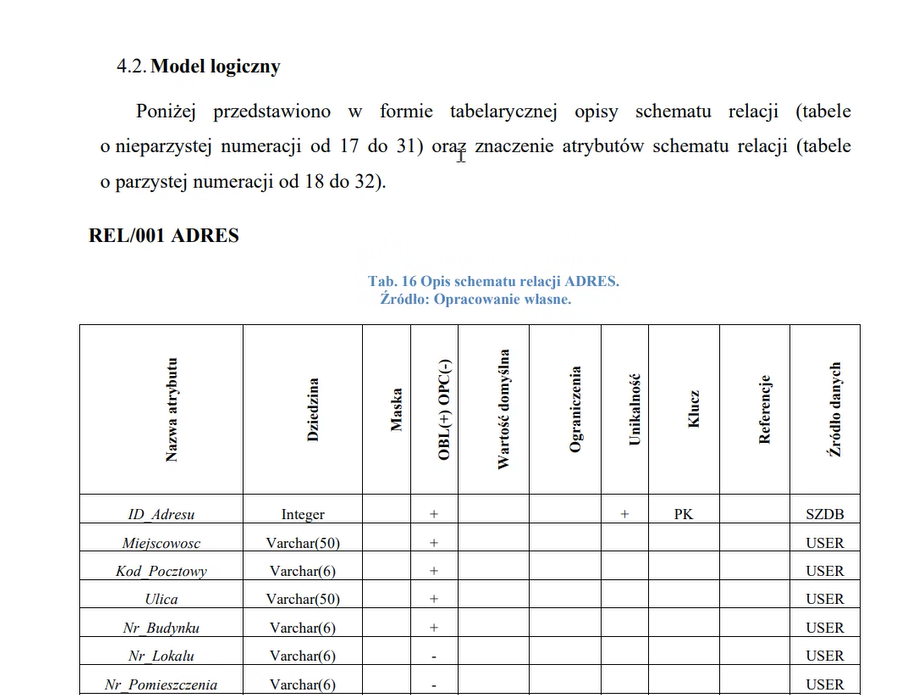 4.2. Model logiczny
Poniżej przedstawiono w formie tabelarycznej opisy schematu relacji (tabele
o nieparzystej numeracji od 17 do 31) oraz znaczenie atrybutów schematu relacji (tabele
o parzystej numeracji od 18 do 32).
REL/001 ADRES
Tab. 16 Opis schematu relacji ADRES.
Źródło: Opracowanie własne.
Nazwa atrybutu Dziedzina Maska OBL(+) OPC(-) Wartość domyślna Ograniczenia Unikalność Klucz Referencje Źródło danych
ID_Adresu Integer + + PK SZDB
Miejscowosc Varchar(50) + USER
Kod_Pocztowy Varchar(6) + USER
Ulica Varchar(50) + USER
Nr_Budynku Varchar(6) + USER
Nr_Lokalu Varchar(6) - USER
Nr_Pomieszczenia Varchar(6) - USER